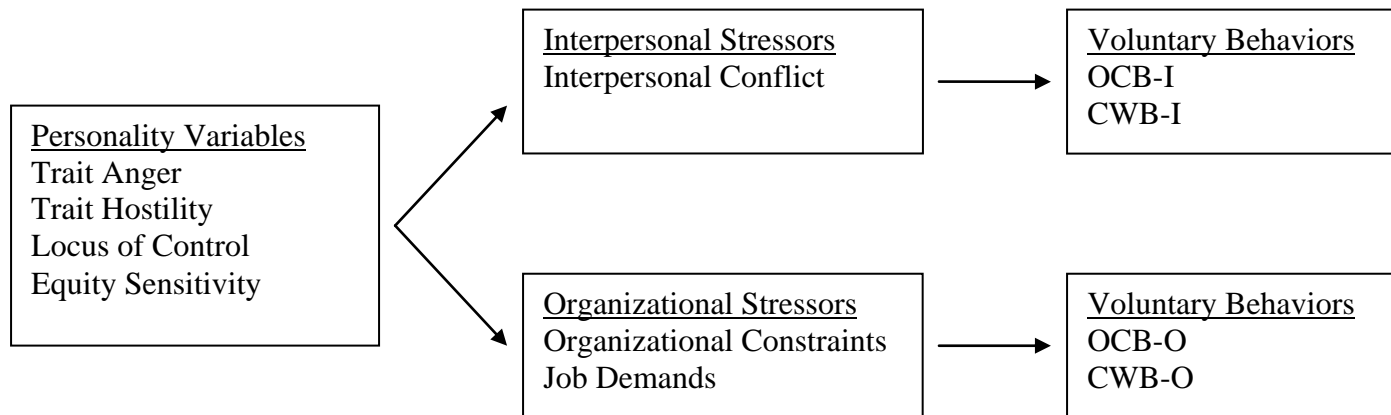 Personality Variables
Trait Anger
Trait Hostility
Locus of Control
Equity Sensitivity
Interpersonal Stressors
Interpersonal Conflict
Voluntary Behaviors
OCB-I
CWB-I
Organizational Stressors
Organizational Constraints
Job Demands
Voluntary Behaviors
OCB-O
CWB-O